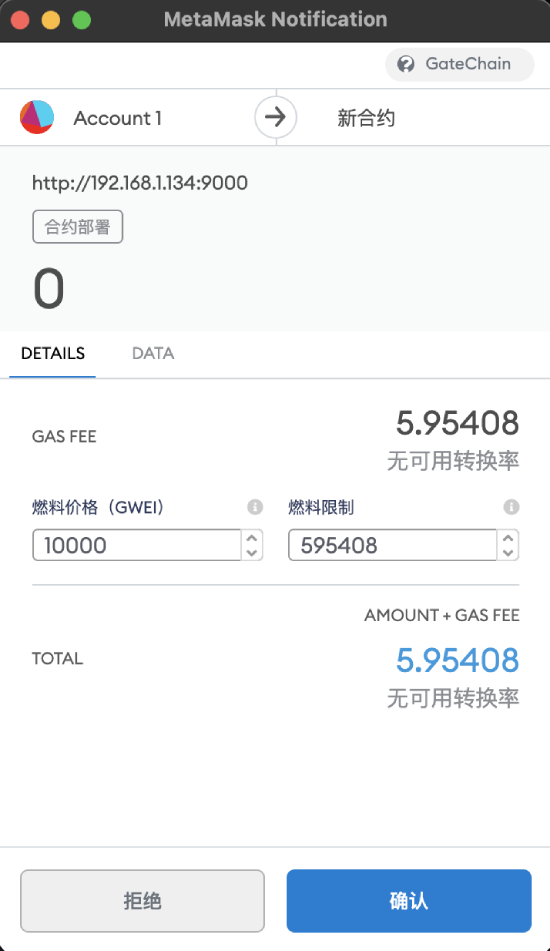 MetaMask Notification
GateChain
Account 1
新合约
http://192.168.1.134:9000
合约部署
0
DETAILS
DATA
GAS FEE
5.95408
无可用转换率
燃料价格（GWEI）
燃料限制
10000
595408
AMOUNT + GAS FEE
TOTAL
5.95408
无可用转换率
拒绝
确认